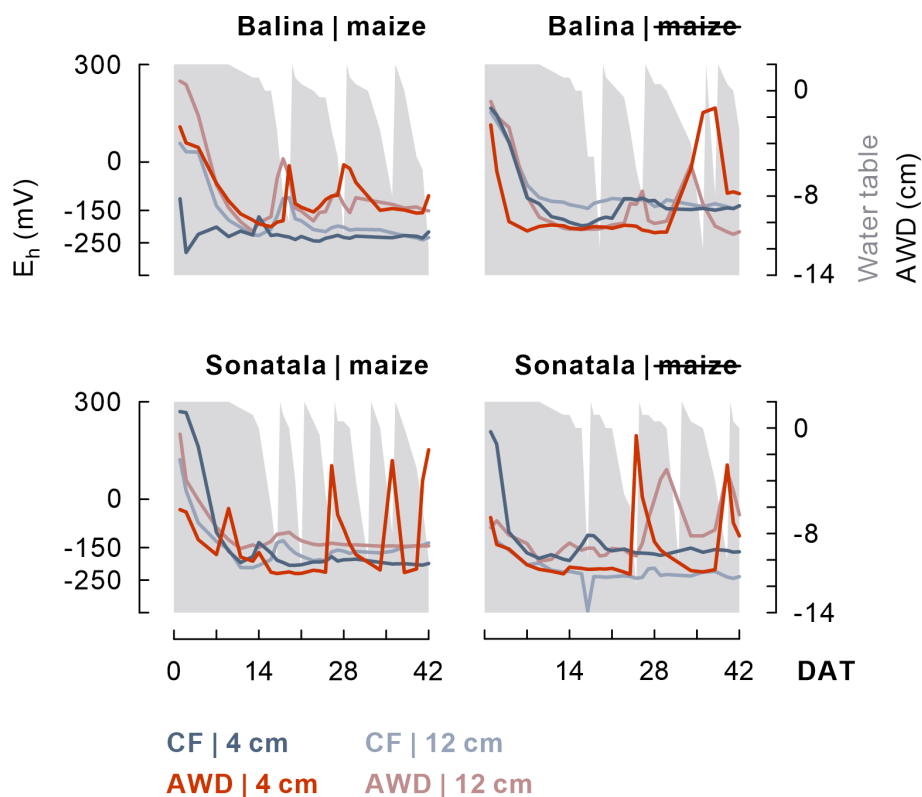 Balina | maize
Balina | maize
300
0
-150
-250
Eh (mV)
0
-8
-14
Water table
AWD (cm)
Sonatala | maize
Sonatala | maize
300
0
-150
-250
0
-8
-14
0 14 28 42
14 28 42
DAT
CF | 4 cm
CF | 12 cm
AWD | 4 cm
AWD | 12 cm